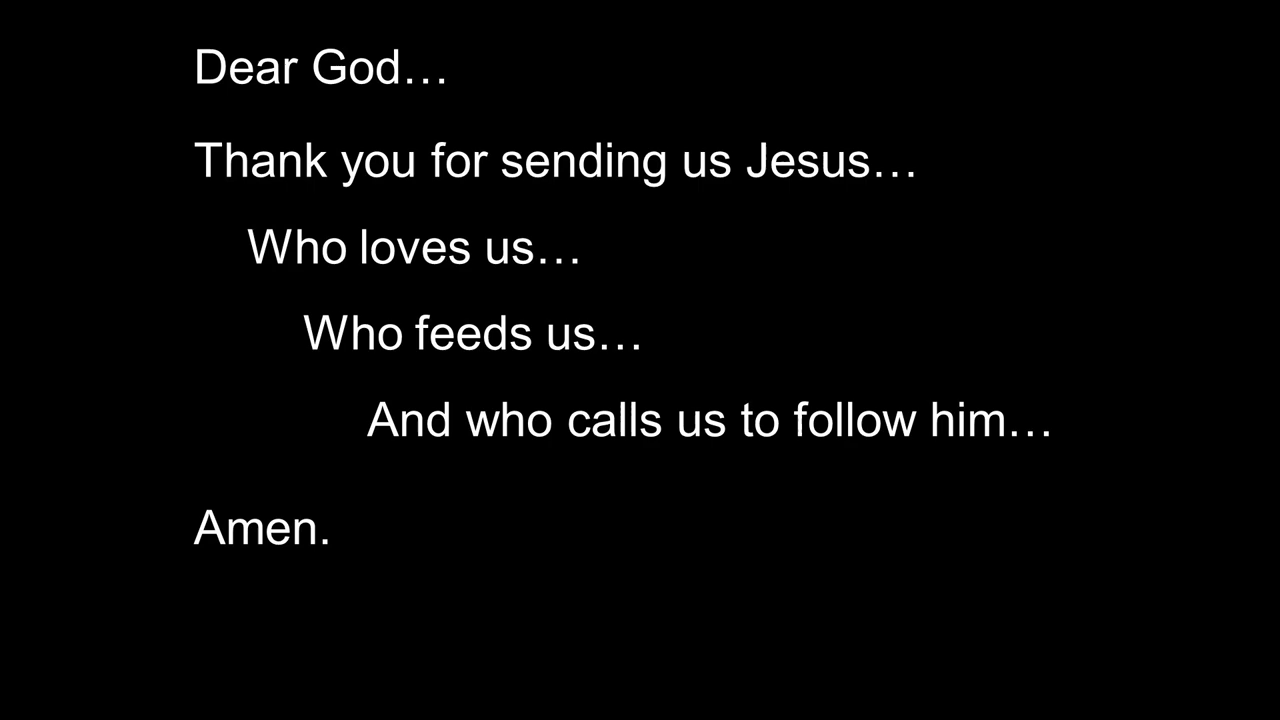 Dear God…
Thank you for sending us Jesus…
Who loves us…
Who feeds us…
And who calls us to follow him…
Amen.